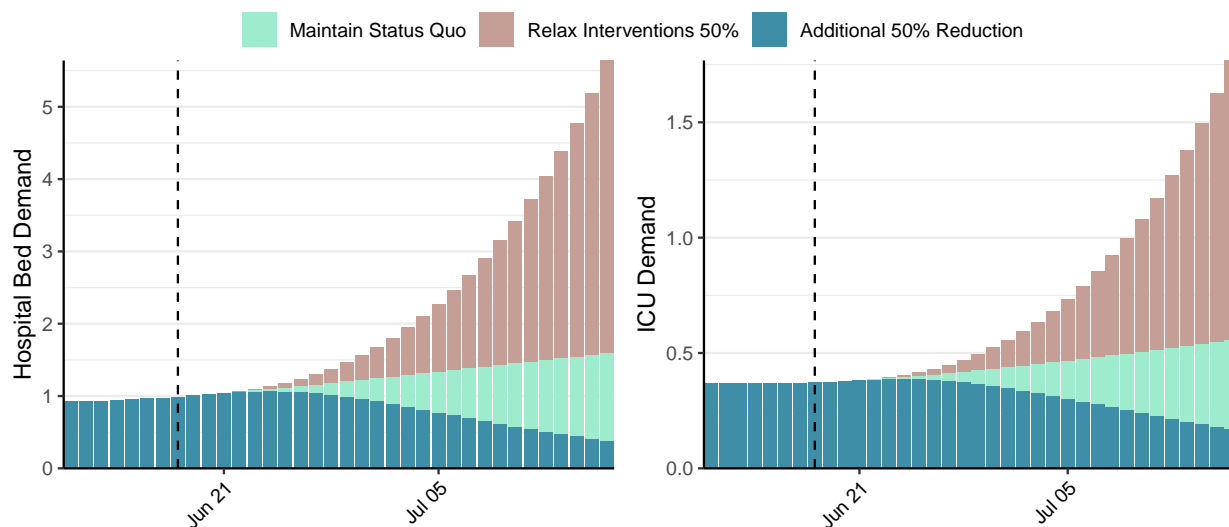 Maintain Status Quo Relax Interventions 50% Additional 50% Reduction
Hospital Bed Demand
5
4
3
2
1
0
Jun 21
Jul 05
ICU Demand
1.5
1.0
0.5
0.0
Jun 21
Jul 05